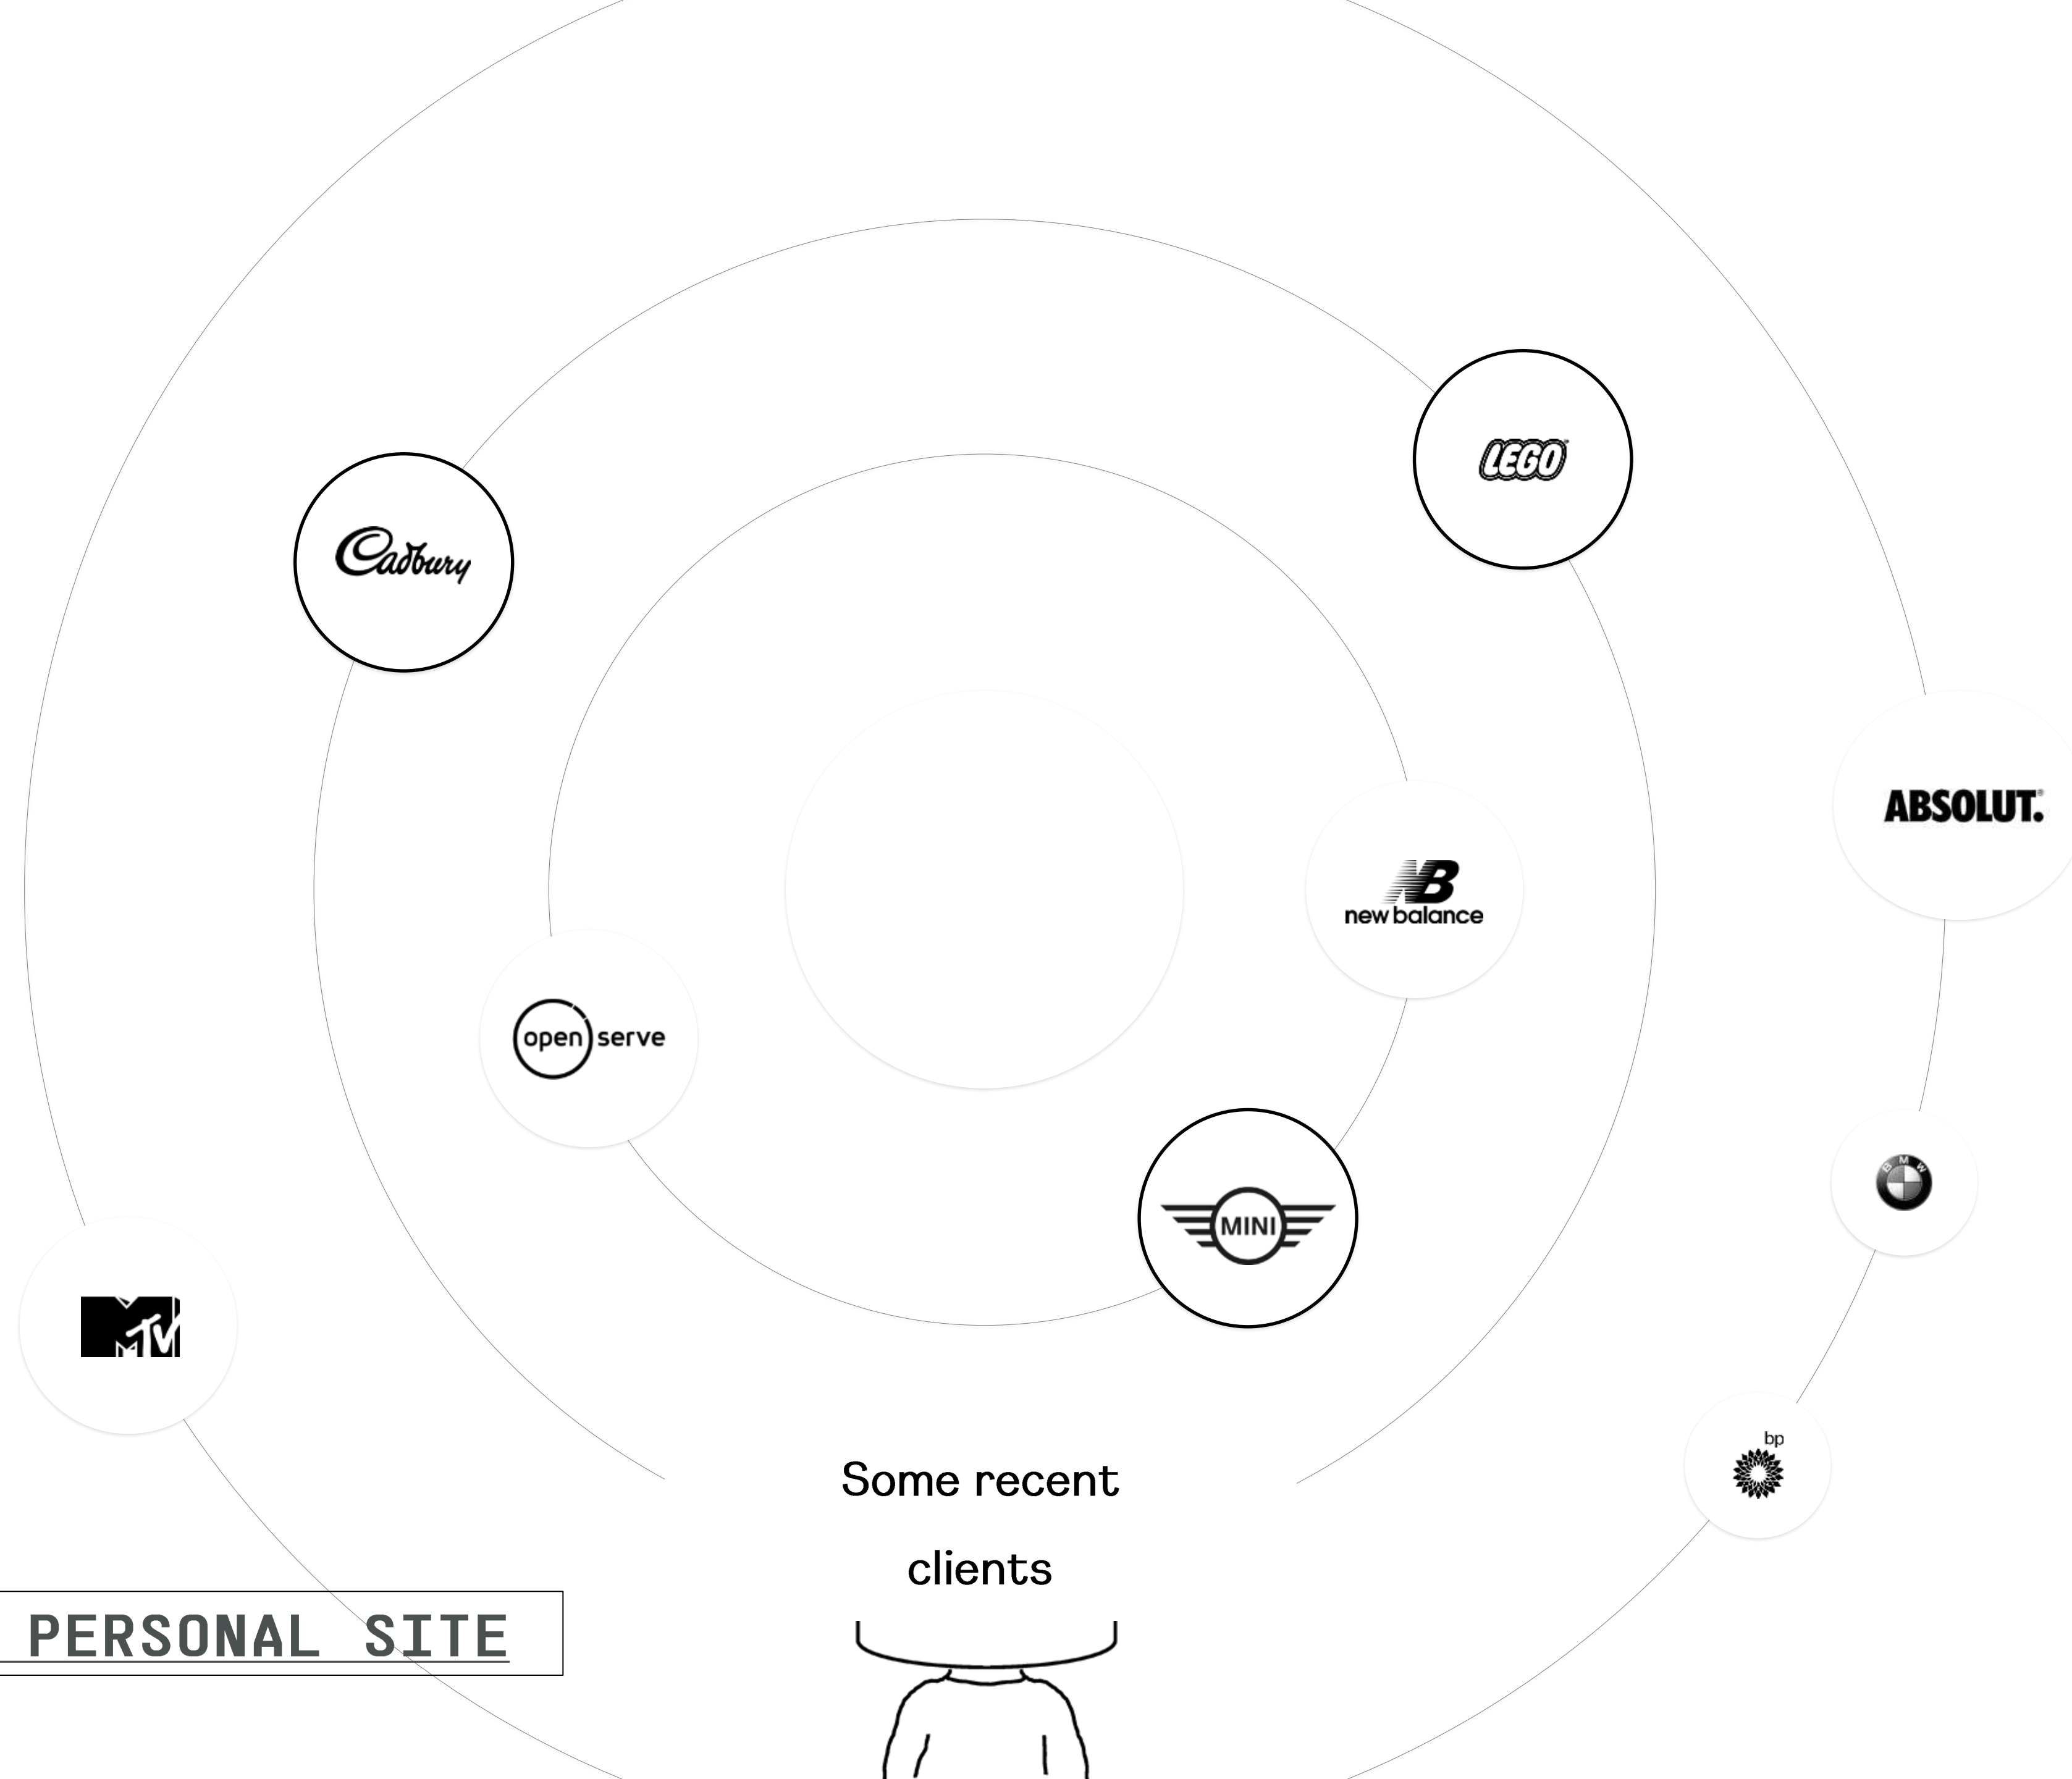 LEGO
Cadbury
ABSOLUT.
NB
new balance
open serve
BMW
MINI
MTV
bp
Some recent
clients
PERSONAL SITE